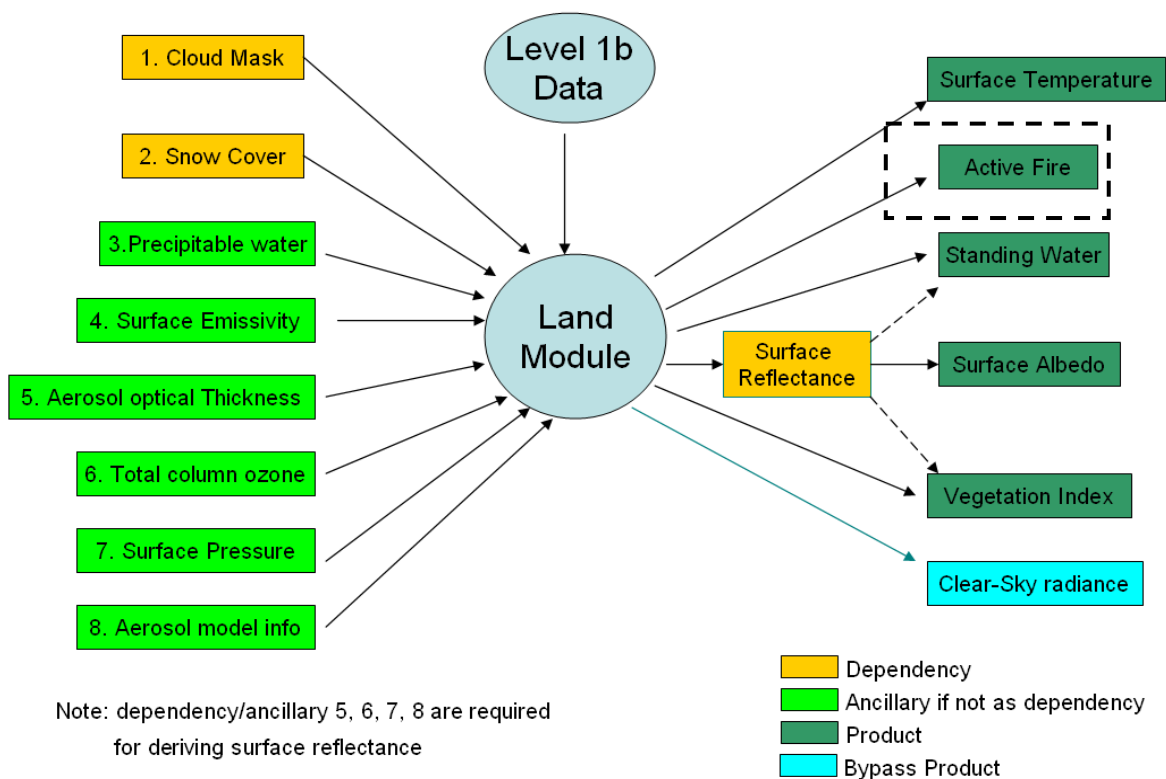 Level 1b
Data
1. Cloud Mask
2. Snow Cover
3.Precipitable water
4. Surface Emissivity
5. Aerosol optical Thickness
6. Total column ozone
7. Surface Pressure
8. Aerosol model info
Land
Module
Surface
Reflectance
Surface Temperature
Active Fire
Standing Water
Surface Albedo
Vegetation Index
Clear-Sky radiance
Note: dependency/ancillary 5, 6, 7, 8 are required
for deriving surface reflectance
Dependency
Ancillary if not as dependency
Product
Bypass Product